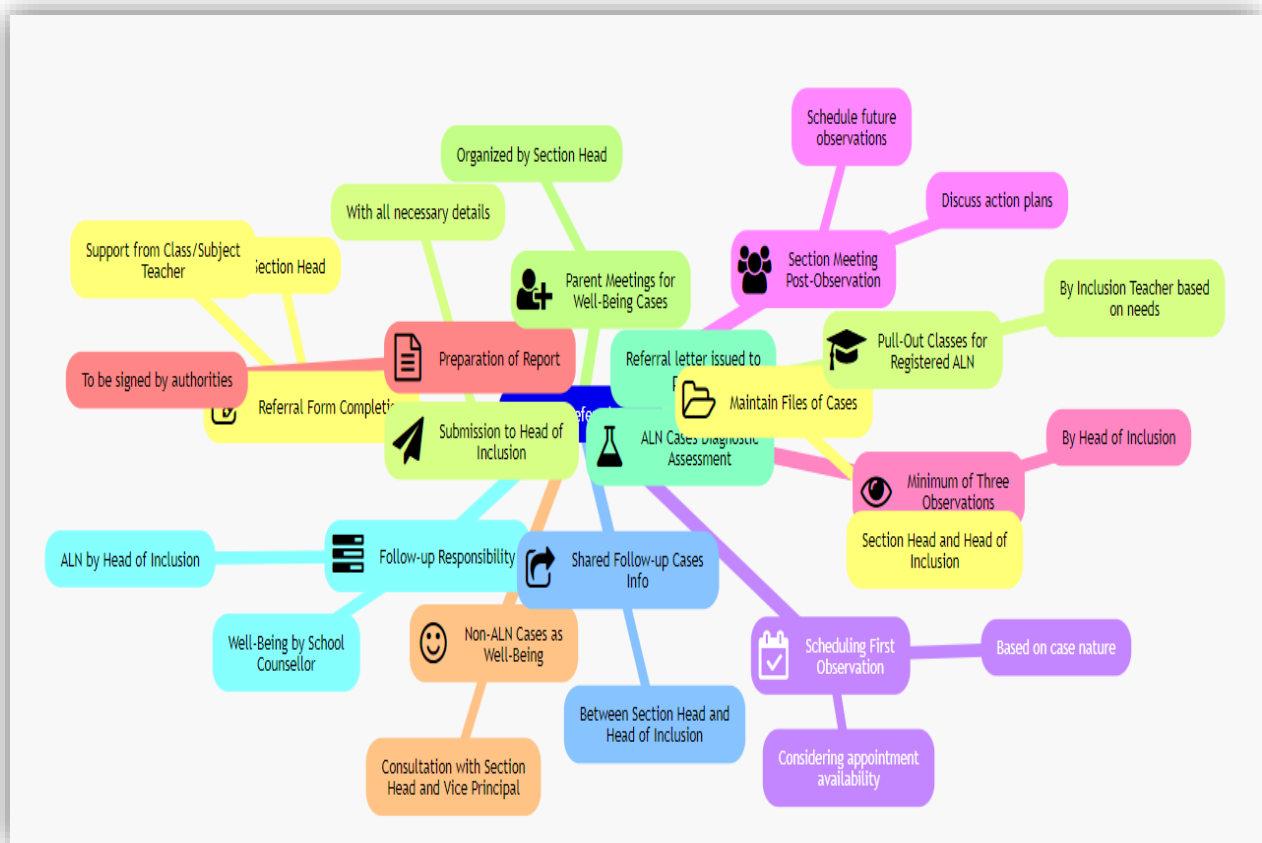 Schedule future
observations
Organized by Section Head
Discuss action plans
With all necessary details
Support from Class/Subject
Teacher
Section Head
Section Meeting
Post-Observation
Parent Meetings for
Well-Being Cases
By Inclusion Teacher based
on needs
Pull-Out Classes for
Registered ALN
Preparation of Report
Referral letter issued to
To be signed by authorities
Referral Form
Maintain Files of Cases
Submission to Head of
Inclusion
ALN Cases Diagnostic
Assessment
By Head of Inclusion
Minimum of Three
Observations
Section Head and Head of
Inclusion
ALN by Head of Inclusion
Follow-up Responsibility
Shared Follow-up Cases
Info
Well-Being by School
Counsellor
Non-ALN Cases as
Well-Being
Scheduling First
Observation
Based on case nature
Between Section Head and
Head of Inclusion
Considering appointment
availability
Consultation with Section
Head and Vice Principal